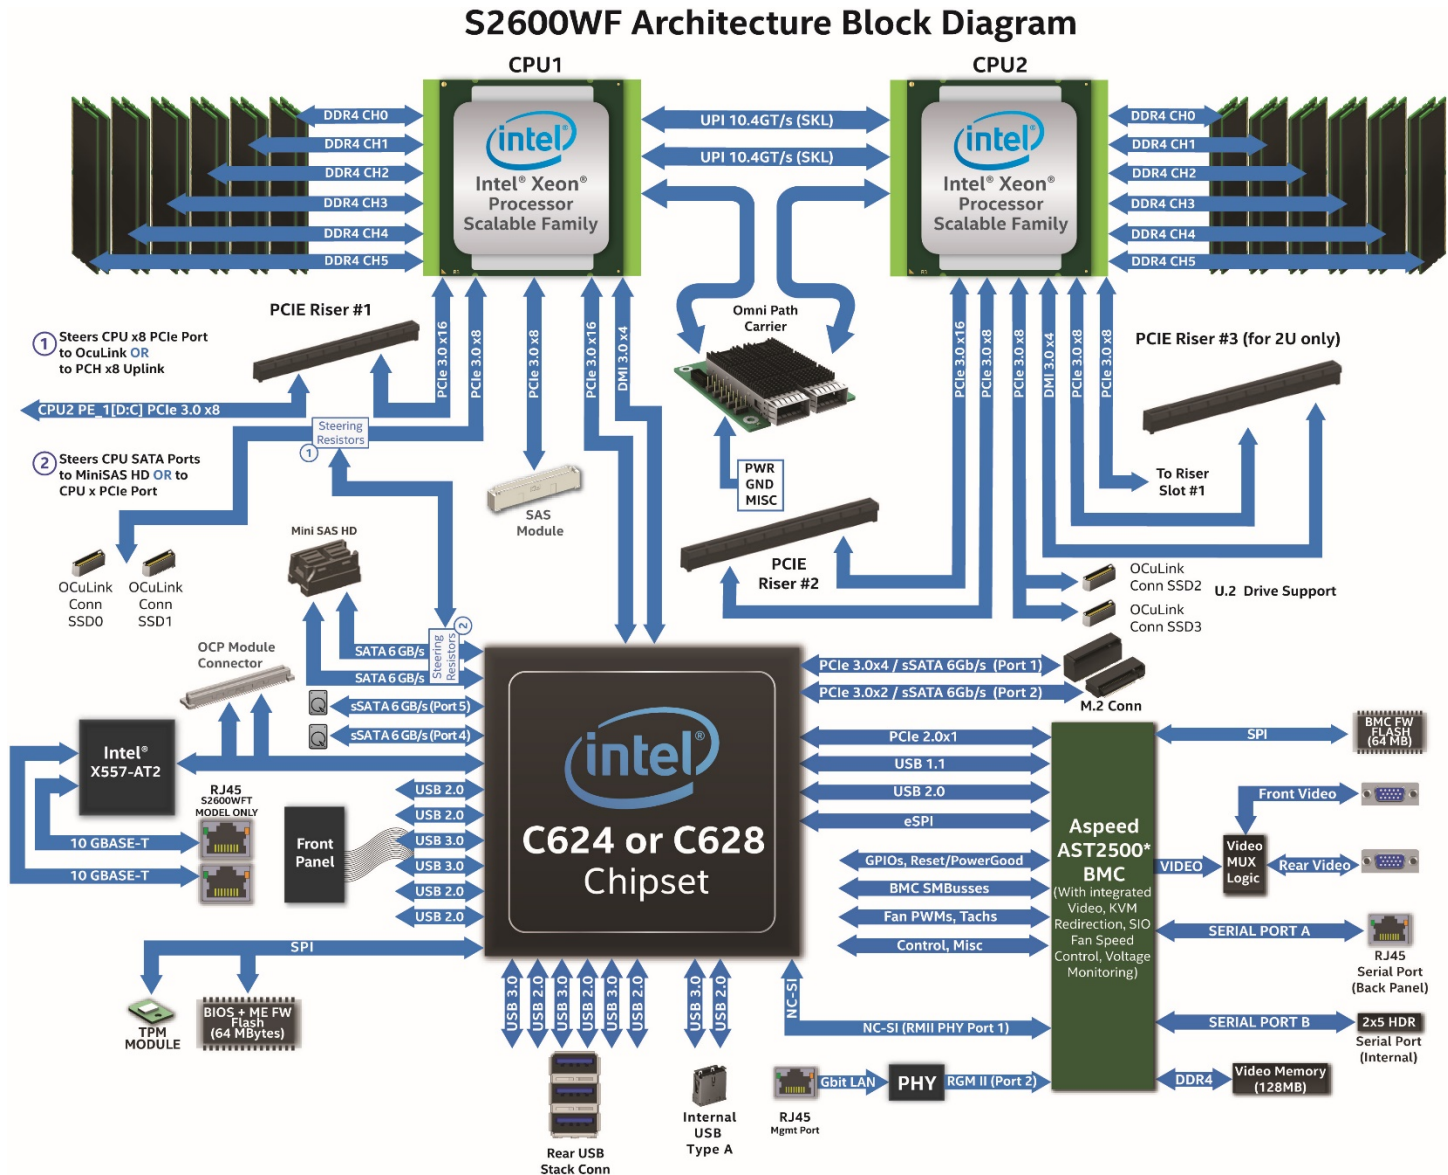 S2600WF Architecture Block Diagram
CPU1
CPU2
intel®
Intel® Xeon®
Processor
Scalable Family
intel®
Intel® Xeon®
Processor
Scalable Family
DDR4 CH0
DDR4 CH1
DDR4 CH2
DDR4 CH3
DDR4 CH4
DDR4 CH5
UPI 10.4GT/s (SKL)
UPI 10.4GT/s (SKL)
DDR4 CH0
DDR4 CH1
DDR4 CH2
DDR4 CH3
DDR4 CH4
DDR4 CH5
PCIE Riser #1
1 Steers CPU x8 PCIe Port
to OcuLink OR
to PCH x8 Uplink
CPU2 PE_1[D:C] PCIe 3.0 x8
2 Steers CPU SATA Ports
to MiniSAS HD OR to
CPU x PCIe Port
Steering
Resistors
1
PCIe 3.0 x16
PCIe 3.0 x8
PCIe 3.0 x8
PCIe 3.0 x16
DMI 3.0 x4
Omni Path
Carrier
PWR
GND
MISC
PCIe 3.0 x16
PCIe 3.0 x8
PCIe 3.0 x8
DMI 3.0 x4
PCIe 3.0 x8
PCIe 3.0 x8
PCIE Riser #3 (for 2U only)
To Riser
Slot #1
SAS
Module
Mini SAS HD
PCIE
Riser #2
OCuLink
Conn
SSD0
OCuLink
Conn
SSD1
OCuLink
Conn SSD2
OCuLink
Conn SSD3
U.2 Drive Support
OCP Module
Connector
SATA 6 GB/s
SATA 6 GB/s
Steering
Resistors
2
sSATA 6 GB/s (Port 5)
sSATA 6 GB/s (Port 4)
PCIe 3.0x4 / sSATA 6Gb/s (Port 1)
PCIe 3.0x2 / sSATA 6Gb/s (Port 2)
M.2 Conn
Intel®
X557-AT2
RJ45
S2600WFT
MODEL ONLY
10 GBASE-T
10 GBASE-T
Front
Panel
USB 2.0
USB 2.0
USB 3.0
USB 3.0
USB 2.0
USB 2.0
intel®
C624 or C628
Chipset
PCIe 2.0x1
USB 1.1
USB 2.0
eSPI
GPIOs, Reset/PowerGood
BMC SMBusses
Fan PWMs, Tachs
Control, Misc
Aspeed
AST2500*
BMC
(With integrated
Video, KVM
Redirection, SIO
Fan Speed
Control, Voltage
Monitoring)
SPI
BMC FW
FLASH
(64 MB)
Front Video
VIDEO
Video
MUX
Logic
Rear Video
SERIAL PORT A
RJ45
Serial Port
(Back Panel)
SERIAL PORT B
2x5 HDR
Serial Port
(Internal)
DDR4
Video Memory
(128MB)
SPI
TPM
MODULE
BIOS + ME FW
Flash
(64 MBytes)
USB 3.0
USB 2.0
USB 3.0
USB 2.0
USB 3.0
USB 2.0
USB 3.0
USB 2.0
Rear USB
Stack Conn
Internal
USB
Type A
NC-SI
NC-SI (RMII PHY Port 1)
RJ45
Mgmt Port
Gbit LAN
PHY
RGM II (Port 2)